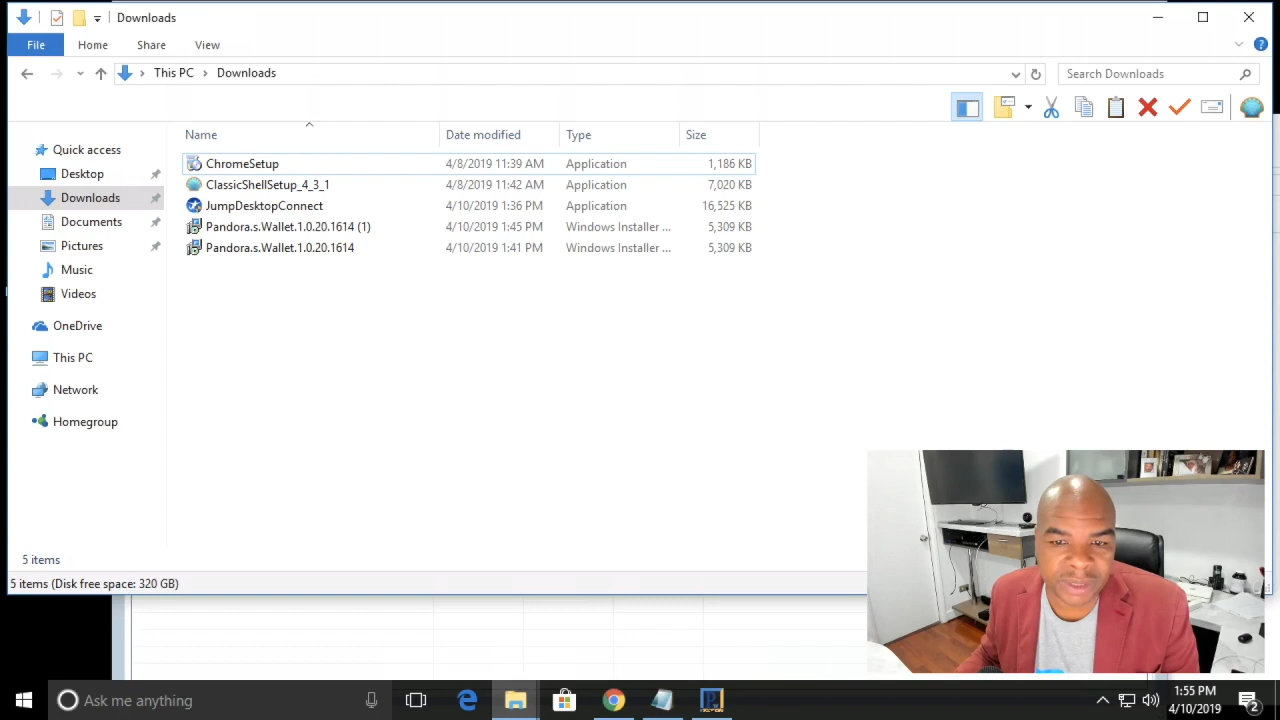 Downloads
File Home Share View
This PC Downloads
Search Downloads
Name Date modified Type Size
Quick access
Desktop
Downloads
Documents
Pictures
Music
Videos
OneDrive
This PC
Network
Homegroup
ChromeSetup 4/8/2019 11:39 AM Application 1,186 KB
ClassicShellSetup_4_3_1 4/8/2019 11:42 AM Application 7,020 KB
JumpDesktopConnect 4/10/2019 1:36 PM Application 16,525 KB
Pandora.s.Wallet.1.0.20.1614 (1) 4/10/2019 1:45 PM Windows Installer ... 5,309 KB
Pandora.s.Wallet.1.0.20.1614 4/10/2019 1:41 PM Windows Installer ... 5,309 KB
5 items
5 items (Disk free space: 320 GB)
Ask me anything
1:55 PM
4/10/2019
2